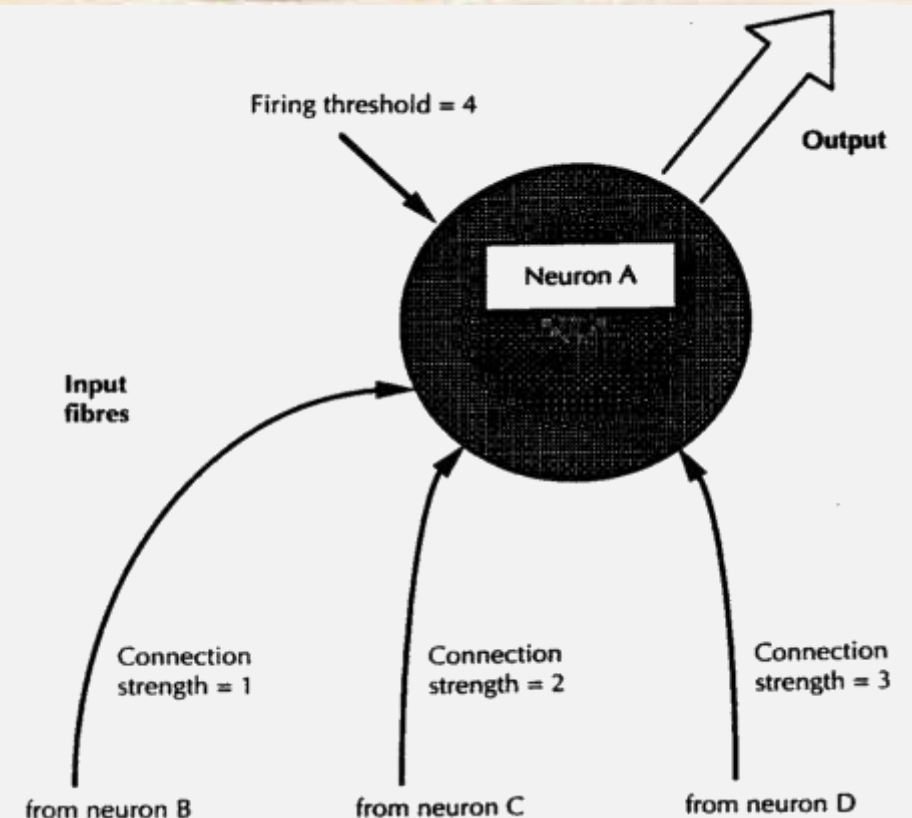 Firing threshold = 4
Output
Neuron A
Input
fibres
Connection
strength = 1
Connection
strength = 2
Connection
strength = 3
from neuron B
from neuron C
from neuron D